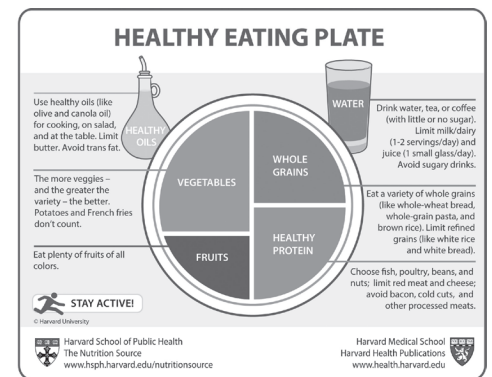 HEALTHY EATING PLATE
Use healthy oils (like
olive and canola oil)
for cooking, on salad,
and at the table. Limit
butter. Avoid trans fat.
HEALTHY
OILS
The more veggies –
and the greater the
variety – the better.
Potatoes and French fries
don't count.
Eat plenty of fruits of all
colors.
STAY ACTIVE!
© Harvard University
VEGETABLES
FRUITS
WHOLE
GRAINS
HEALTHY
PROTEIN
WATER
Drink water, tea, or coffee
(with little or no sugar).
Limit milk/dairy
(1-2 servings/day) and
juice (1 small glass/day).
Avoid sugary drinks.
Eat a variety of whole grains
(like whole-wheat bread,
whole-grain pasta, and
brown rice). Limit refined
grains (like white rice
and white bread).
Choose fish, poultry, beans, and
nuts; limit red meat and cheese;
avoid bacon, cold cuts, and
other processed meats.
Harvard School of Public Health
The Nutrition Source
www.hsph.harvard.edu/nutritionsource
Harvard Medical School
Harvard Health Publications
www.health.harvard.edu